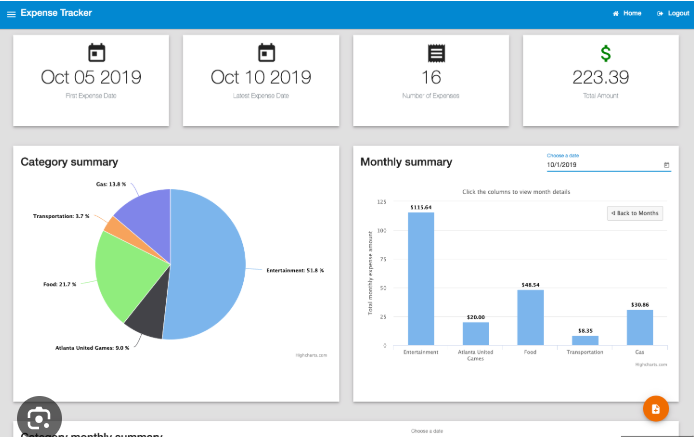 Expense Tracker
Home
Logout
Oct 05 2019
First Expense Date
Oct 10 2019
Latest Expense Date
16
Number of Expenses
$
223.39
Total Amount
Category summary
Gas: 13.8 %
Transportation: 3.7 %
Food: 21.7 %
Atlanta United Games: 9.0 %
Entertainment: 51.8 %
Highcharts.com
Monthly summary
Choose a date
10/1/2019
Click the columns to view month details
Back to Months
Total monthly expense amount
125
100
75
50
25
0
$115.64
$20.00
$48.54
$8.35
$30.86
Entertainment
Atlanta United
Games
Food
Transportation
Gas
Highcharts.com
Category monthly summary
Choose a date